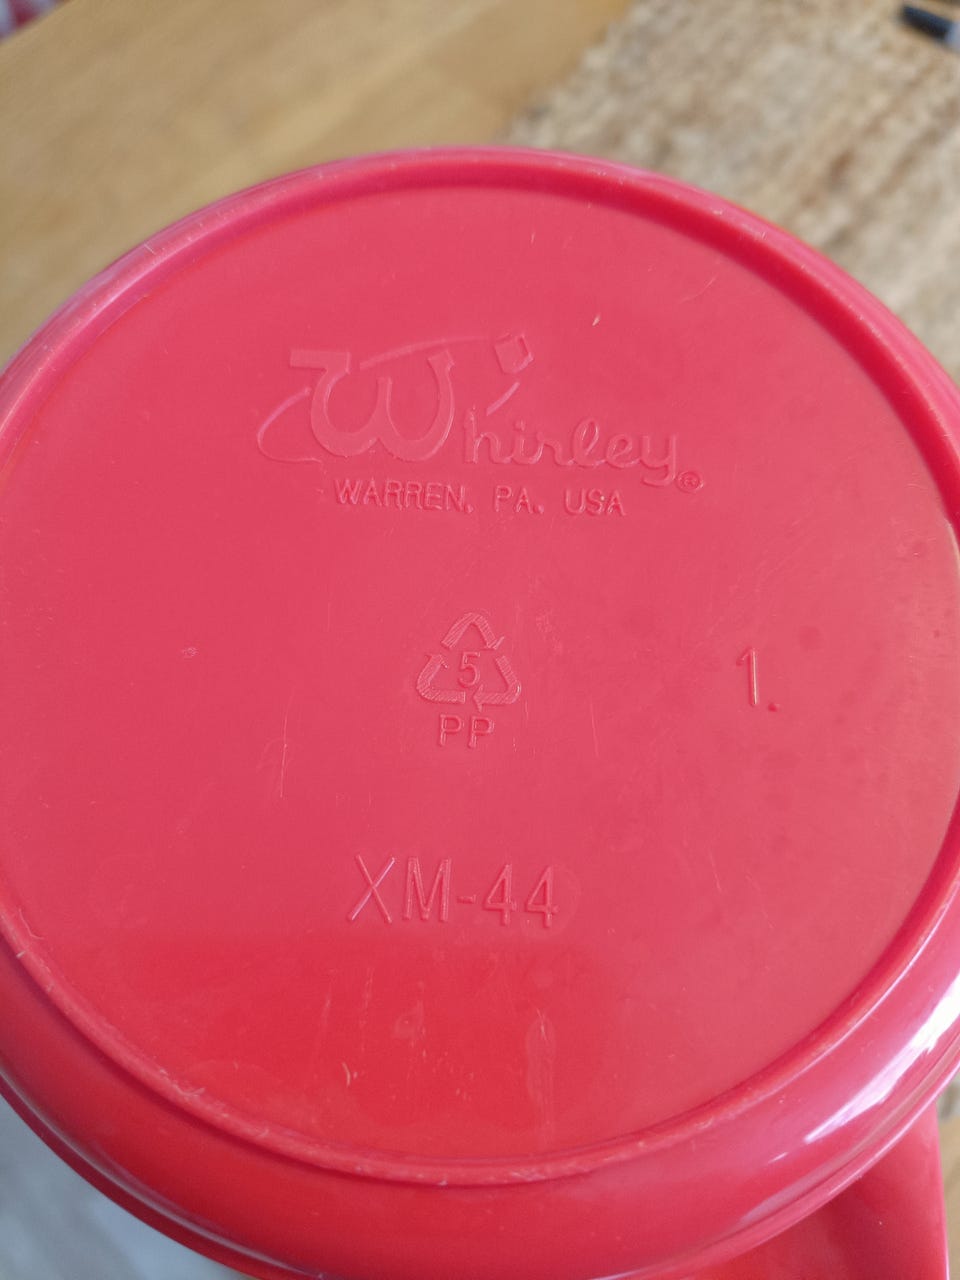 Whirley®
WARREN, PA. USA
5
PP
1.
XM-44